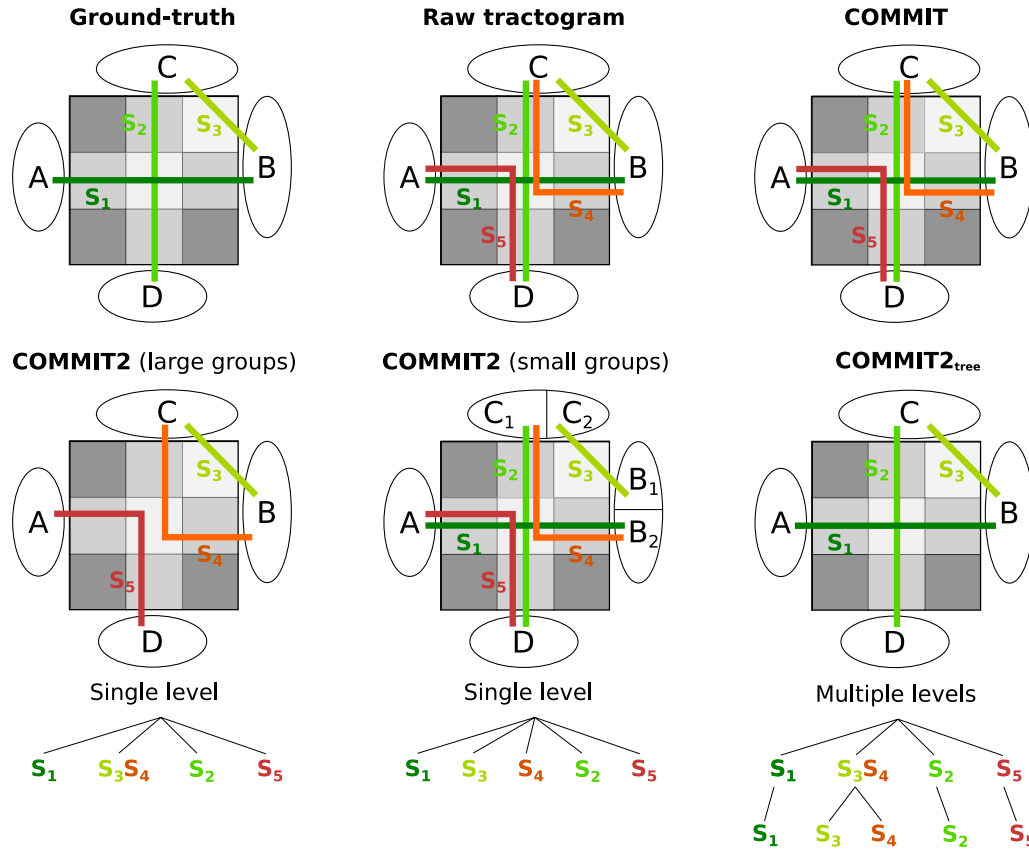 Ground-truth
C
S2
S3
A
B
S1
D
Raw tractogram
C
S2
S3
A
B
S1
S4
S5
D
COMMIT
C
S2
S3
A
B
S1
S4
S5
D
COMMIT2 (large groups)
C
S3
A
B
S4
S5
D
Single level
S1 S3S4 S2 S5
COMMIT2 (small groups)
C1 C2
S2
S3
B1
A
B2
S1
S4
S5
D
Single level
S1 S3 S4 S2 S5
COMMIT2tree
C
S2
S3
A
B
S1
D
Multiple levels
S1 S3S4 S2 S5
S1 S3 S4 S2 S5